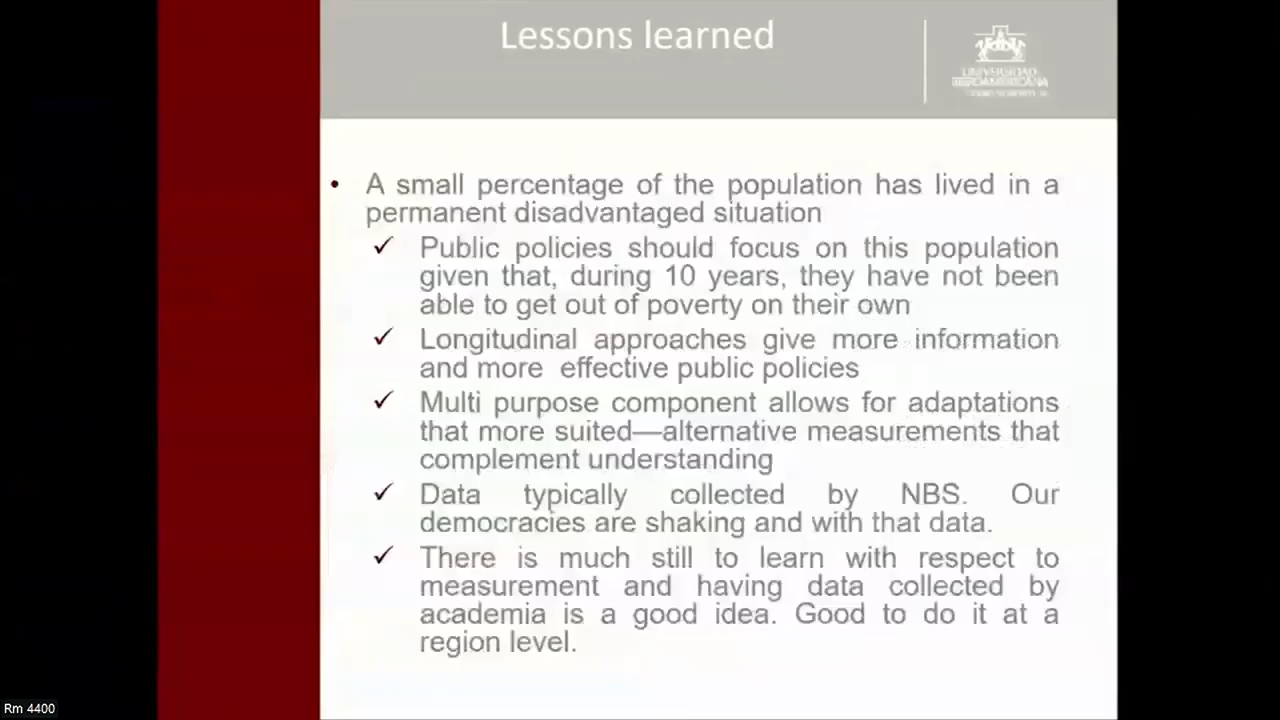 Lessons learned
UNIVERSIDAD
IBEROAMERICANA
• A small percentage of the population has lived in a
permanent disadvantaged situation
✓ Public policies should focus on this population
given that, during 10 years, they have not been
able to get out of poverty on their own
✓ Longitudinal approaches give more information
and more effective public policies
✓ Multi purpose component allows for adaptations
that more suited—alternative measurements that
complement understanding
✓ Data typically collected by NBS. Our
democracies are shaking and with that data.
✓ There is much still to learn with respect to
measurement and having data collected by
academia is a good idea. Good to do it at a
region level.
Rm 4400